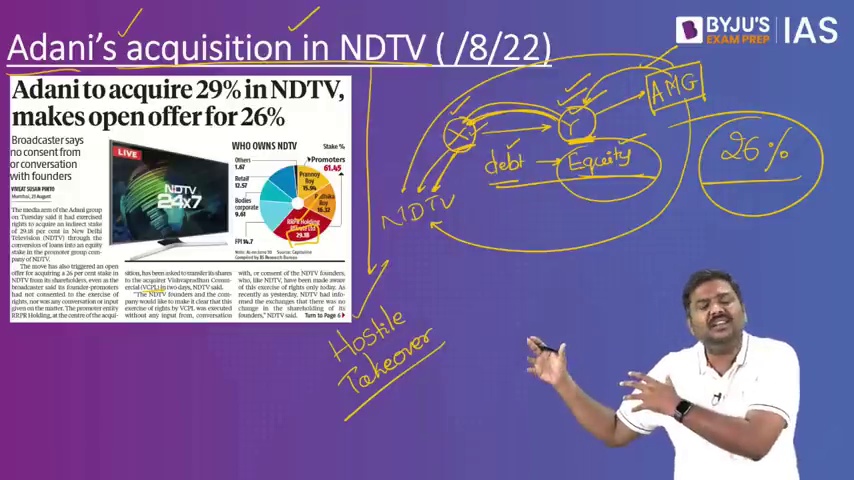 Adani's acquisition in NDTV ( /8/22)
BYJU'S
EXAM PREP
IAS
Adani to acquire 29% in NDTV,
makes open offer for 26%
Broadcaster says
no consent from
or conversation
with founders
VIVEAT SUSAN PINTO
Mumbai, 23 August
The media arm of the Adani group
on Tuesday said it had exercised
rights to acquire an indirect stake
of 29.18 per cent in New Delhi
Television (NDTV) through the
conversion of loans into an equity
stake in the promoter group com-
pany of NDTV.
The move has also triggered an open
offer for acquiring a 26 per cent stake in
NDTV from its shareholders, even as the
broadcaster said its founder-promoters
had not consented to the exercise of
rights, nor was any conversation or input
given on the matter. The promoter entity
RRPR Holding, at the centre of the acqui-
LIVE
NDTV
24x7
WHO OWNS NDTV
Stake %
Promoters
61.45
Others
1.67
Retail
12.57
Bodies
corporate
9.61
FPI 14.7
Prannoy
Roy
15.94
Radhika
Roy
16.32
RRPR Holding
29.18
Note: As on June 30
Source: Capitaline
Compiled by BS Research Bureau
sition, has been asked to transfer its shares
to the acquirer Vishvapradhan Commer-
cial (VCPL) in two days, NDTV said.
"The NDTV founders and the com-
pany would like to make it clear that this
exercise of rights by VCPL was executed
without any input from, conversation
with, or consent of the NDTV founders,
who, like NDTV, have been made aware
of this exercise of rights only today. As
recently as yesterday, NDTV had infor-
med the exchanges that there was no
change in the shareholding of its
founders," NDTV said.
Turn to Page 6
X
Y
AMG
debt → Equity
26%
NDTV
Hostile
Takeover